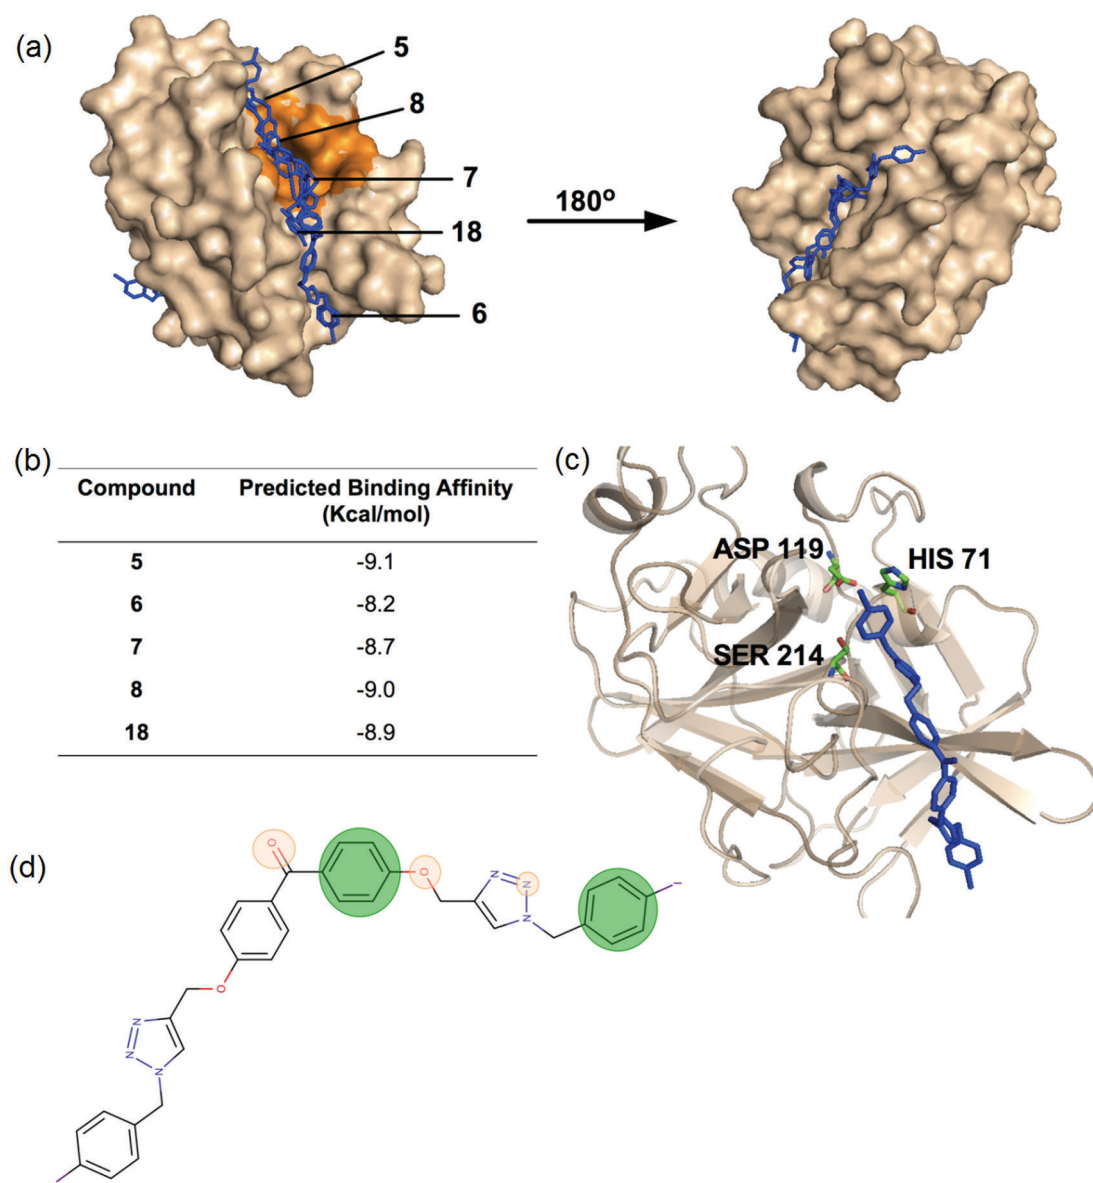 (a)
5
8
7
18
6
180º
(b)
Compound Predicted Binding Affinity
(Kcal/mol)
5 -9.1
6 -8.2
7 -8.7
8 -9.0
18 -8.9
(c)
ASP 119
HIS 71
SER 214
(d)
O
O
N
N
N
O
N
N
N
I